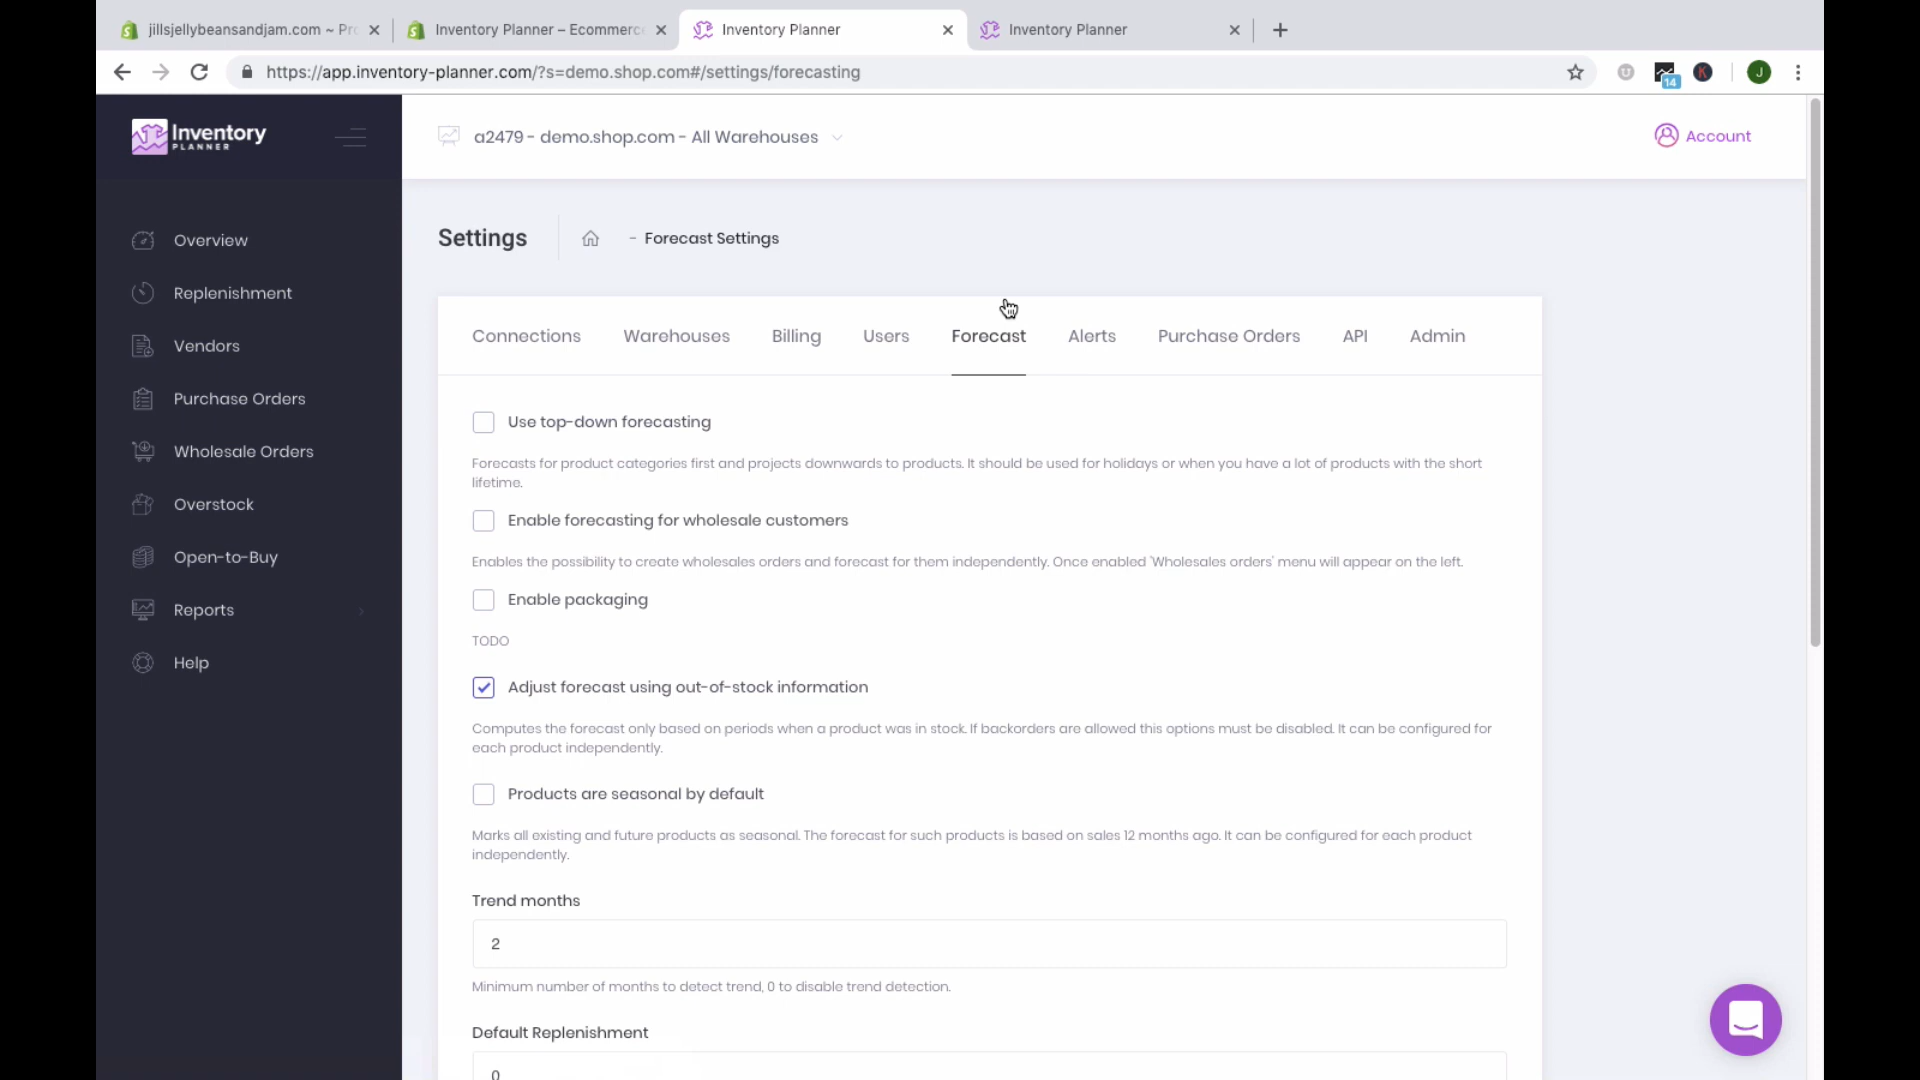 jillsjellybeansandjam.com ~ Pro
Inventory Planner – Ecommerce
Inventory Planner
Inventory Planner
https://app.inventory-planner.com/?s=demo.shop.com#/settings/forecasting
14
K
J
Inventory
PLANNER
a2479 - demo.shop.com - All Warehouses
Account
Overview
Replenishment
Vendors
Purchase Orders
Wholesale Orders
Overstock
Open-to-Buy
Reports
Help
Settings
- Forecast Settings
Connections Warehouses Billing Users Forecast Alerts Purchase Orders API Admin
Use top-down forecasting
Forecasts for product categories first and projects downwards to products. It should be used for holidays or when you have a lot of products with the short
lifetime.
Enable forecasting for wholesale customers
Enables the possibility to create wholesales orders and forecast for them independently. Once enabled 'Wholesales orders' menu will appear on the left.
Enable packaging
TODO
Adjust forecast using out-of-stock information
Computes the forecast only based on periods when a product was in stock. If backorders are allowed this options must be disabled. It can be configured for
each product independently.
Products are seasonal by default
Marks all existing and future products as seasonal. The forecast for such products is based on sales 12 months ago. It can be configured for each product
independently.
Trend months
2
Minimum number of months to detect trend, 0 to disable trend detection.
Default Replenishment
0